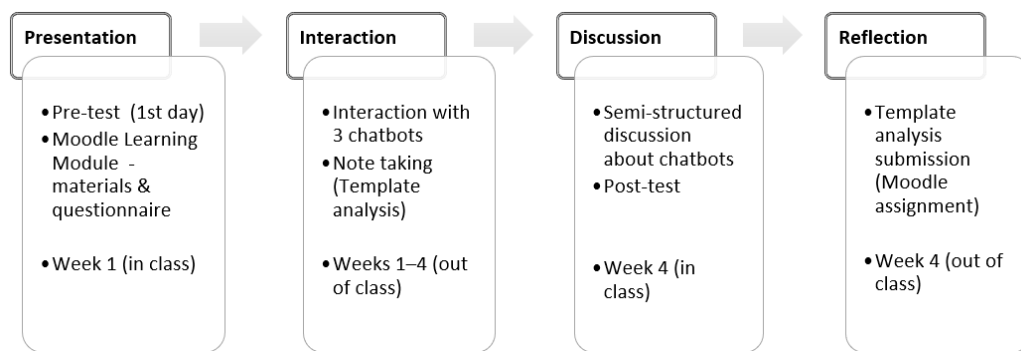 Presentation
•Pre-test (1st day)
•Moodle Learning
Module -
materials &
questionnaire
•Week 1 (in class)
Interaction
•Interaction with
3 chatbots
•Note taking
(Template
analysis)
•Weeks 1–4 (out
of class)
Discussion
•Semi-structured
discussion
about chatbots
•Post-test
•Week 4 (in
class)
Reflection
•Template
analysis
submission
(Moodle
assignment)
•Week 4 (out of
class)